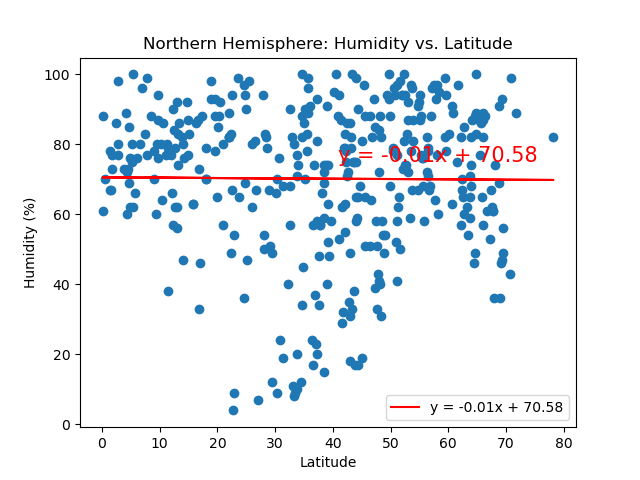 Northern Hemisphere: Humidity vs. Latitude
100
80
60
40
20
0
Humidity (%)
y = -0.01x + 70.58
y = -0.01x + 70.58
0 10 20 30 40 50 60 70 80
Latitude